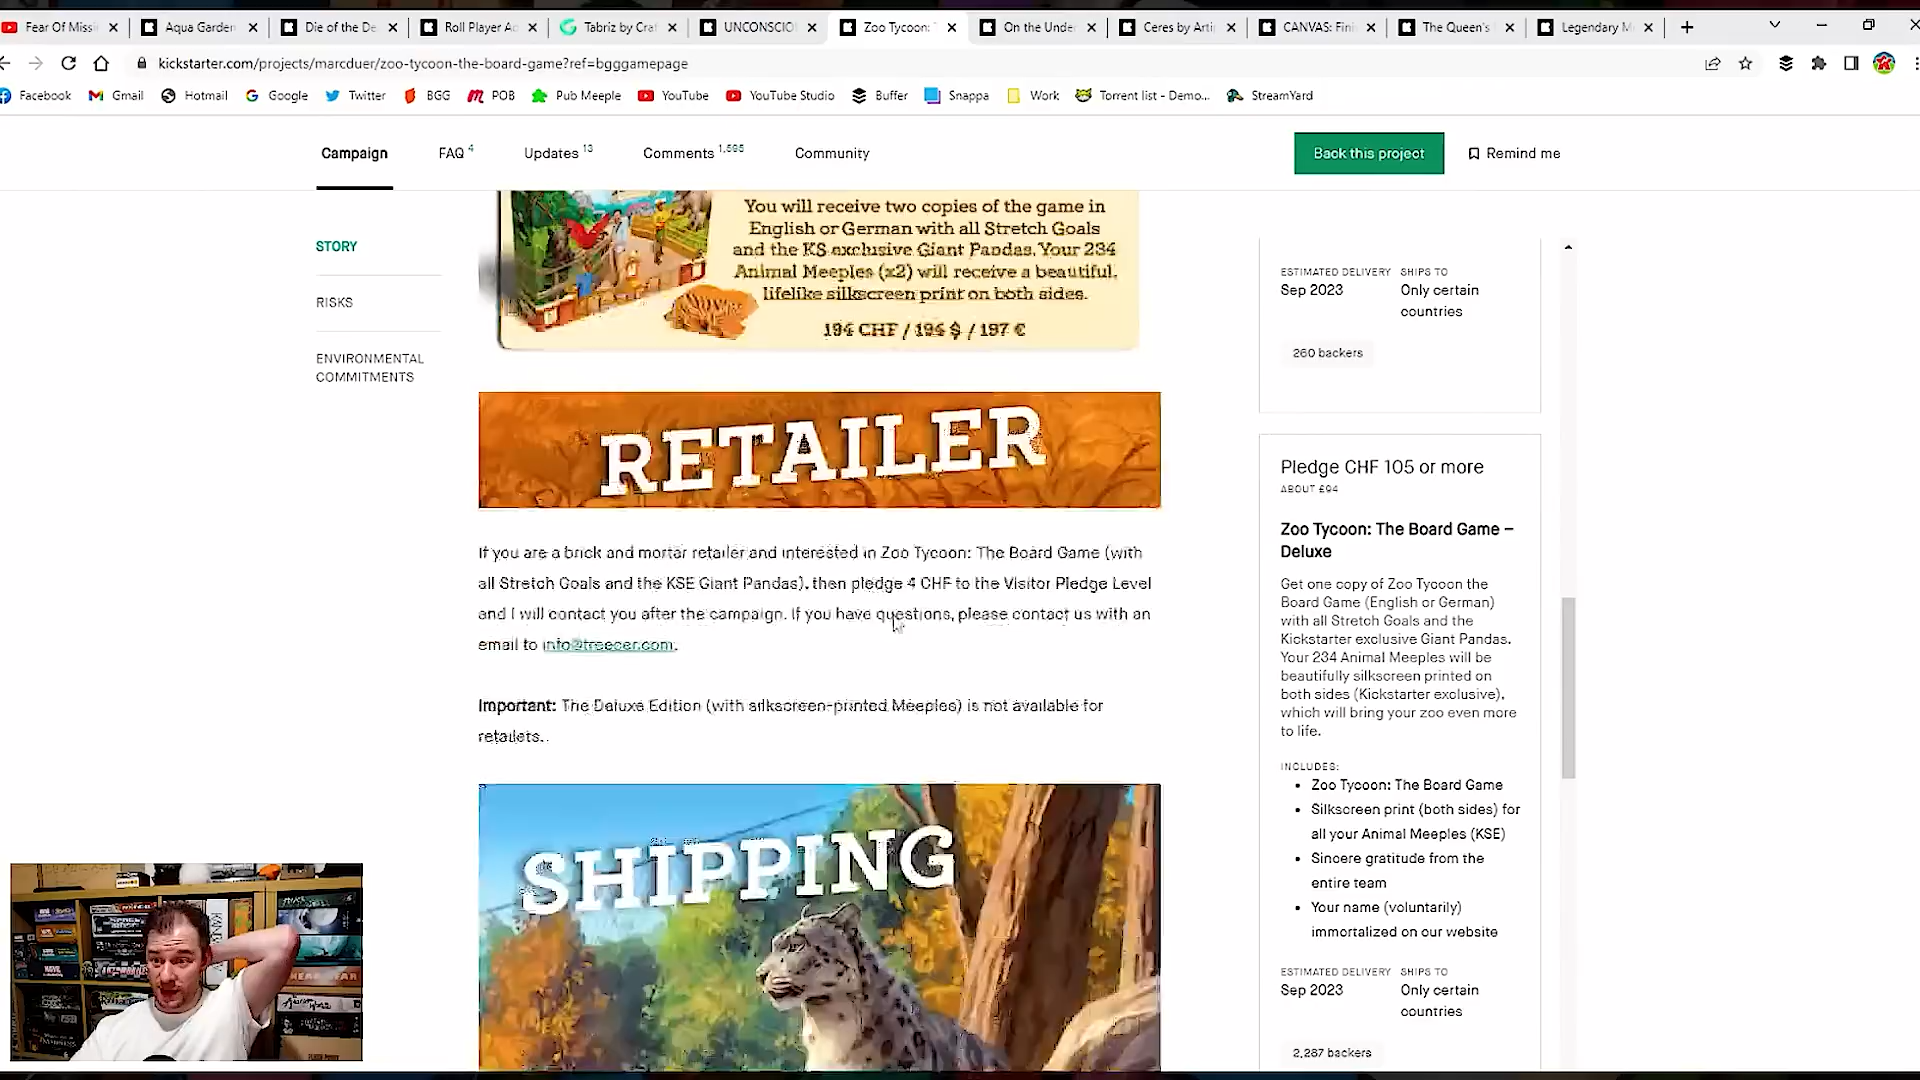 Fear Of Missi
Aqua Garden
Die of the De
Roll Player Ad
Tabriz by Craf
UNCONSCIO
Zoo Tycoon:
On the Unde
Ceres by Arti
CANVAS: Fini
The Queen's
Legendary M
kickstarter.com/projects/marcduer/zoo-tycoon-the-board-game?ref=bgggamepage
Facebook
Gmail
Hotmail
Google
Twitter
BGG
POB
Pub Meeple
YouTube
YouTube Studio
Buffer
Snappa
Work
Torrent list - Demo...
StreamYard
Campaign
FAQ 4
Updates 13
Comments 1,595
Community
Back this project
Remind me
STORY
RISKS
ENVIRONMENTAL
COMMITMENTS
You will receive two copies of the game in
English or German with all Stretch Goals
and the KS exclusive Giant Pandas. Your 234
Animal Meeples (x2) will receive a beautiful,
lifelike silkscreen print on both sides.
194 CHF / 194 $ / 197 €
RETAILER
If you are a brick and mortar retailer and interested in Zoo Tycoon: The Board Game (with
all Stretch Goals and the KSE Giant Pandas), then pledge 4 CHF to the Visitor Pledge Level
and I will contact you after the campaign. If you have questions, please contact us with an
email to info@treecer.com.
Important: The Deluxe Edition (with silkscreen-printed Meeples) is not available for
retailers..
SHIPPING
ESTIMATED DELIVERY
Sep 2023
SHIPS TO
Only certain
countries
260 backers
Pledge CHF 105 or more
ABOUT £94
Zoo Tycoon: The Board Game –
Deluxe
Get one copy of Zoo Tycoon the
Board Game (English or German)
with all Stretch Goals and the
Kickstarter exclusive Giant Pandas.
Your 234 Animal Meeples will be
beautifully silkscreen printed on
both sides (Kickstarter exclusive),
which will bring your zoo even more
to life.
INCLUDES:
• Zoo Tycoon: The Board Game
• Silkscreen print (both sides) for
all your Animal Meeples (KSE)
• Sincere gratitude from the
entire team
• Your name (voluntarily)
immortalized on our website
ESTIMATED DELIVERY
Sep 2023
SHIPS TO
Only certain
countries
2,287 backers